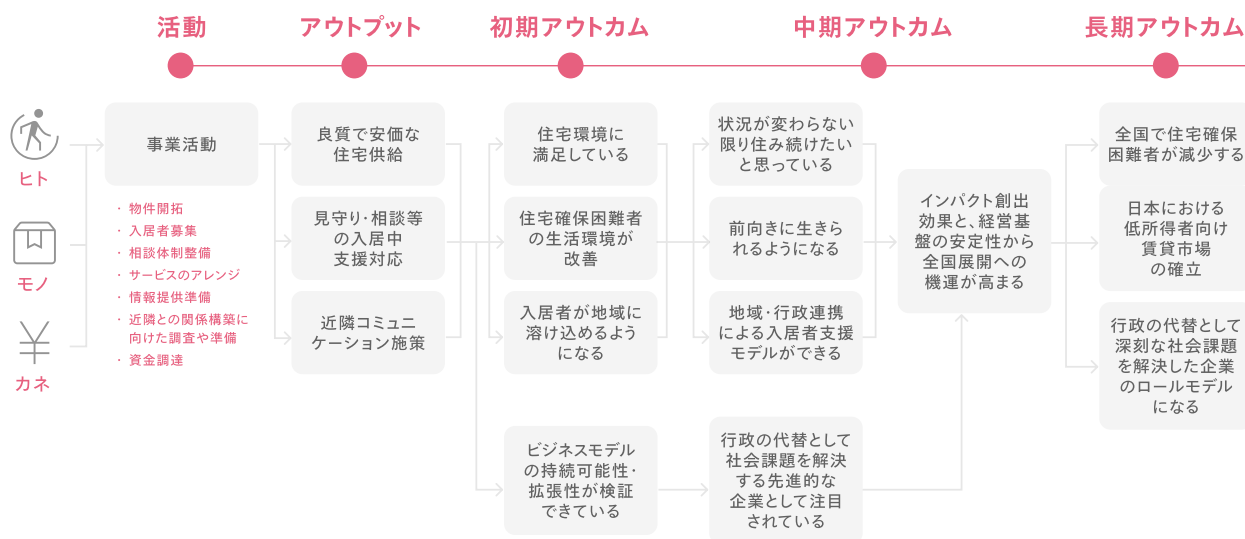 活動
アウトプット
初期アウトカム
中期アウトカム
長期アウトカム
ヒト
モノ
カネ
事業活動
・ 物件開拓
・ 入居者募集
・ 相談体制整備
・ サービスのアレンジ
・ 情報提供準備
・ 近隣との関係構築に
向けた調査や準備
・ 資金調達
良質で安価な
住宅供給
見守り・相談等
の入居中
支援対応
近隣コミュニ
ケーション施策
住宅環境に
満足している
住宅確保困難者
の生活環境が
改善
入居者が地域に
溶け込めるよう
になる
ビジネスモデル
の持続可能性・
拡張性が検証
できている
状況が変わらない
限り住み続けたい
と思っている
前向きに生きら
れるようになる
地域・行政連携
による入居者支援
モデルができる
行政の代替として
社会課題を解決
する先進的な
企業として注目
されている
インパクト創出
効果と、経営基
盤の安定性から
全国展開への
機運が高まる
全国で住宅確保
困難者が減少する
日本における
低所得者向け
賃貸市場
の確立
行政の代替として
深刻な社会課題
を解決した企業
のロールモデル
になる